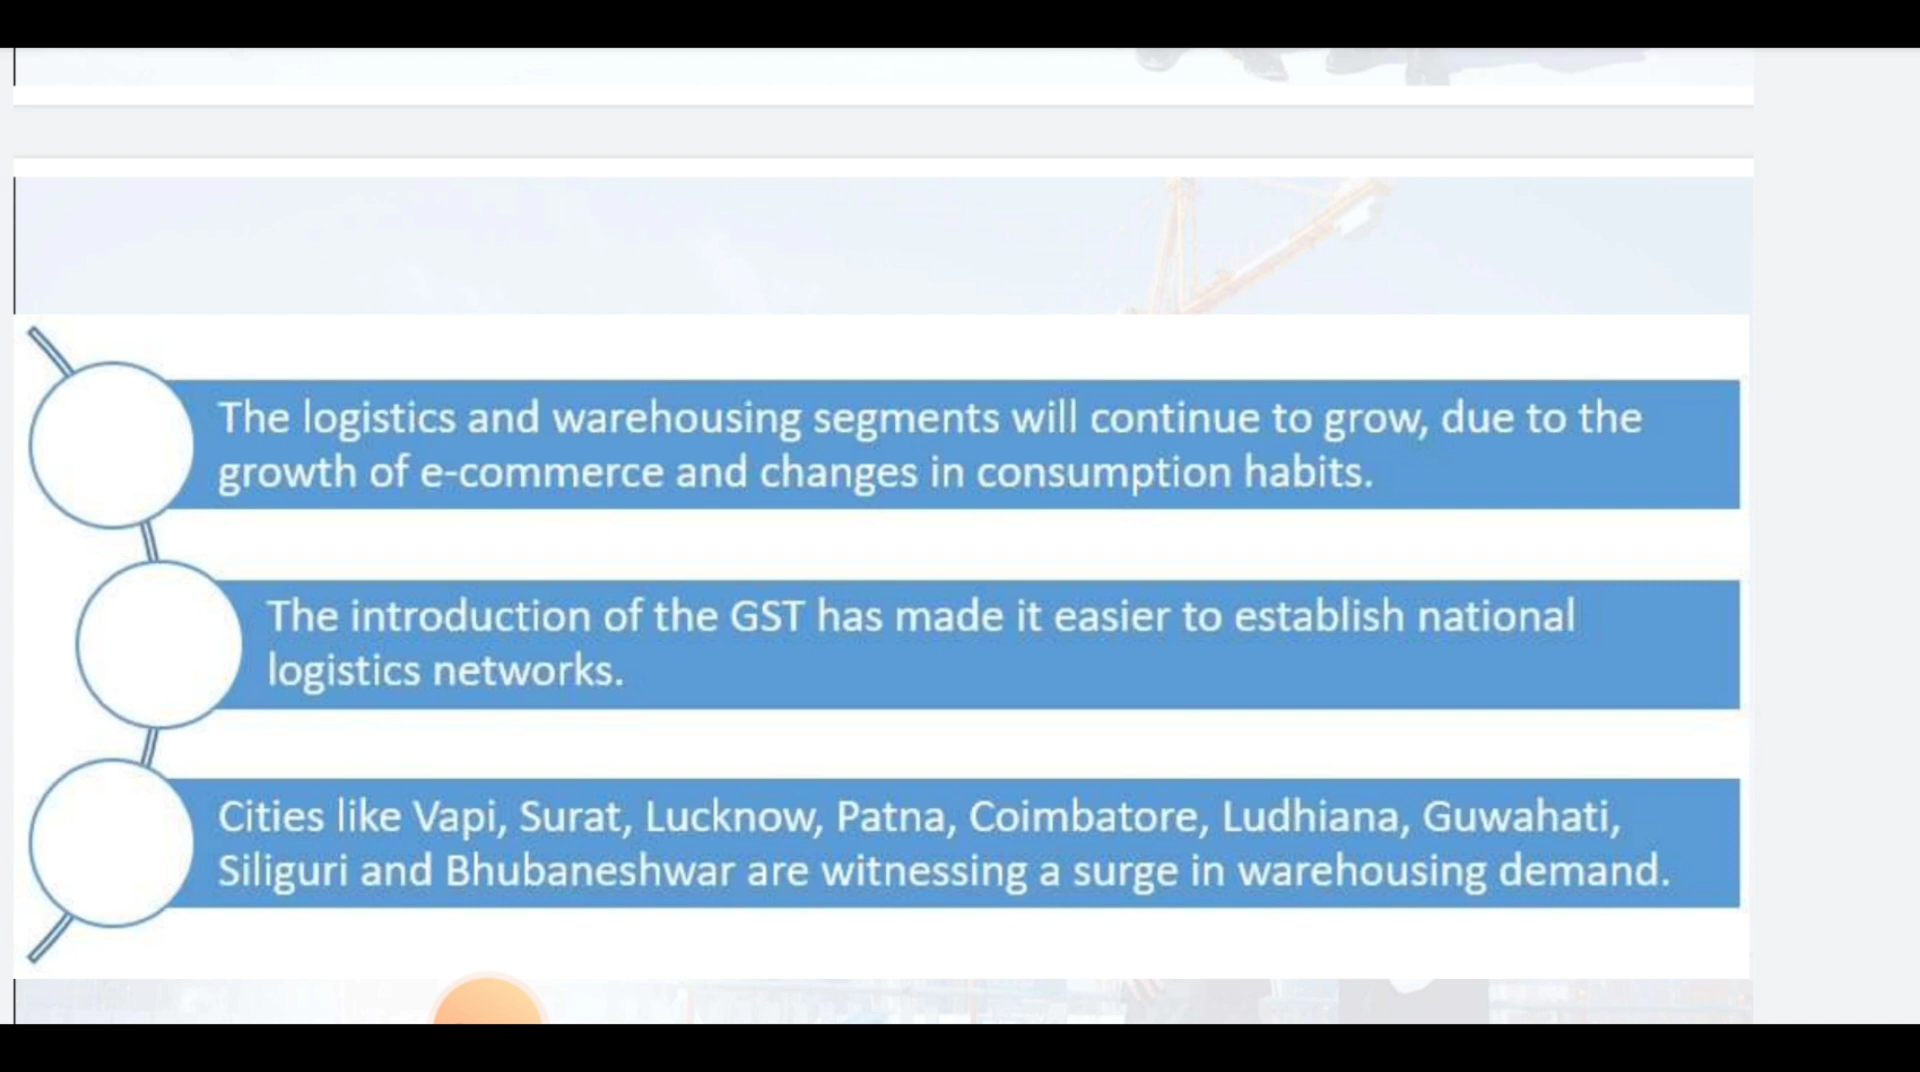 The logistics and warehousing segments will continue to grow, due to the
growth of e-commerce and changes in consumption habits.
The introduction of the GST has made it easier to establish national
logistics networks.
Cities like Vapi, Surat, Lucknow, Patna, Coimbatore, Ludhiana, Guwahati,
Siliguri and Bhubaneshwar are witnessing a surge in warehousing demand.